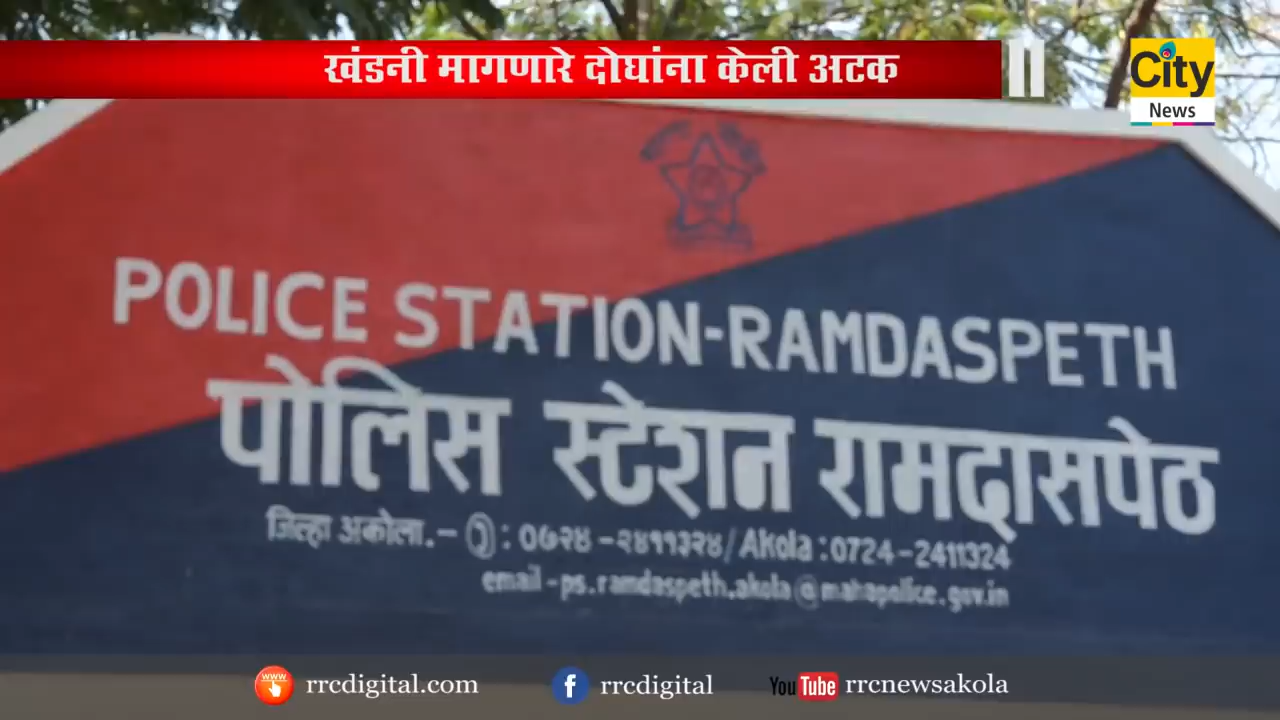 खंडनी मागणारे दोघांना केली अटक
City
News
POLICE STATION-RAMDASPETH
पोलिस स्टेशन रामदासपेठ
जिल्हा अकोला.- : ०७२४-२४११३२४/Akola:0724-2411324
email-ps.ramdaspeth.akola@mahapolice.gov.in
www rrcdigital.com f rrcdigital YouTube rrcnewsakola